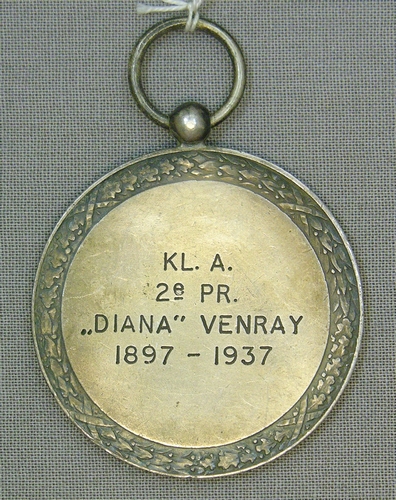 KL. A.
2e PR.
„DIANA" VENRAY
1897 - 1937